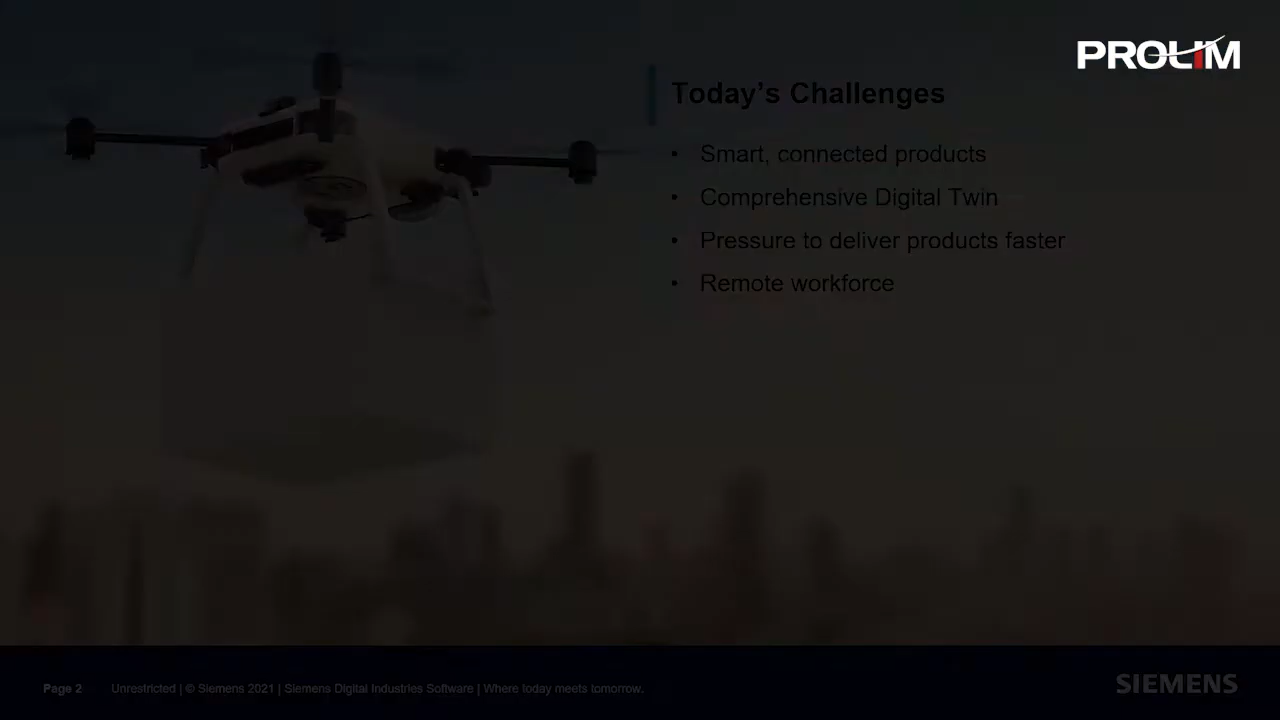 PROLIM
Today’s Challenges
• Smart, connected products
• Comprehensive Digital Twin
• Pressure to deliver products faster
• Remote workforce
Page 2 Unrestricted | © Siemens 2021 | Siemens Digital Industries Software | Where today meets tomorrow.
SIEMENS